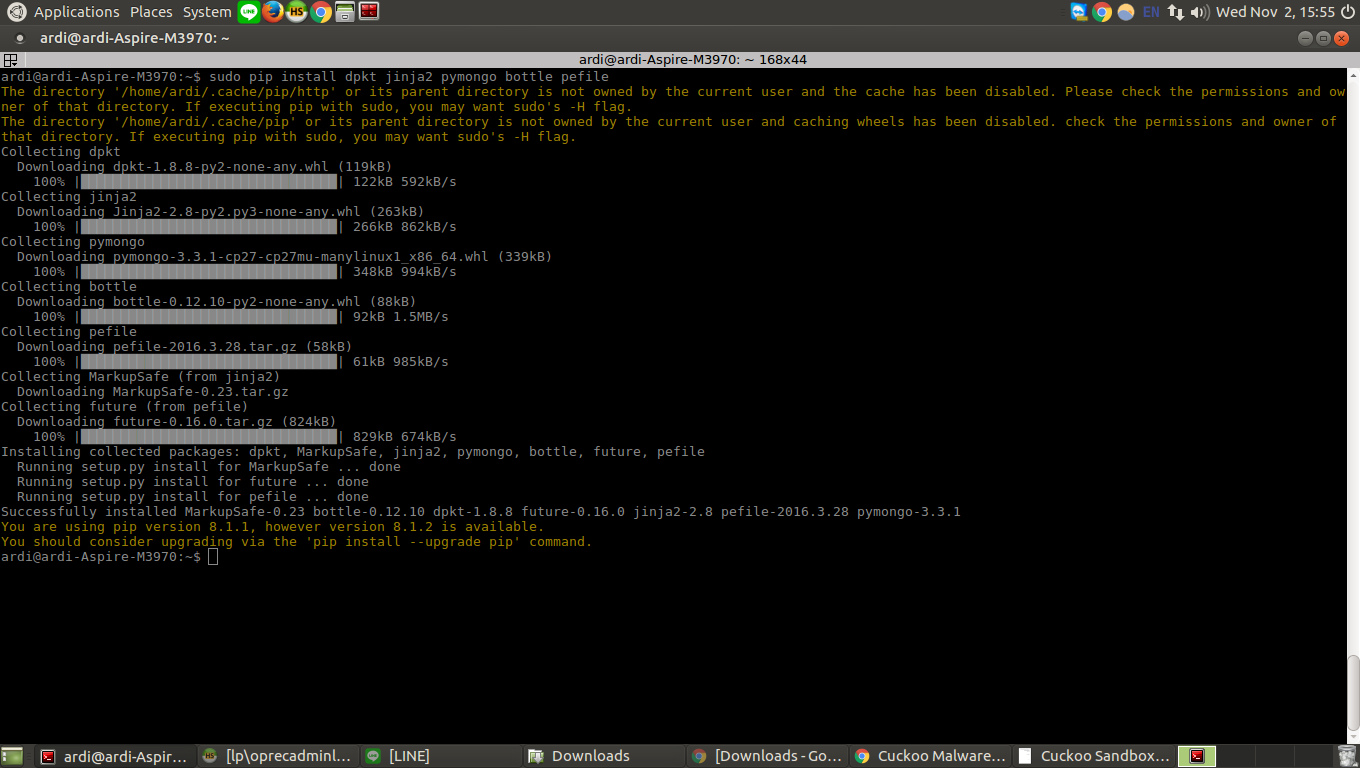 Applications Places System LINE HS EN Wed Nov 2, 15:55
ardi@ardi-Aspire-M3970: ~
ardi@ardi-Aspire-M3970: ~ 168x44
ardi@ardi-Aspire-M3970:~$ sudo pip install dpkt jinja2 pymongo bottle pefile
The directory '/home/ardi/.cache/pip/http' or its parent directory is not owned by the current user and the cache has been disabled. Please check the permissions and ow
ner of that directory. If executing pip with sudo, you may want sudo's -H flag.
The directory '/home/ardi/.cache/pip' or its parent directory is not owned by the current user and caching wheels has been disabled. check the permissions and owner of
that directory. If executing pip with sudo, you may want sudo's -H flag.
Collecting dpkt
Downloading dpkt-1.8.8-py2-none-any.whl (119kB)
100% |████████████████████████████████| 122kB 592kB/s
Collecting jinja2
Downloading Jinja2-2.8-py2.py3-none-any.whl (263kB)
100% |████████████████████████████████| 266kB 862kB/s
Collecting pymongo
Downloading pymongo-3.3.1-cp27-cp27mu-manylinux1_x86_64.whl (339kB)
100% |████████████████████████████████| 348kB 994kB/s
Collecting bottle
Downloading bottle-0.12.10-py2-none-any.whl (88kB)
100% |████████████████████████████████| 92kB 1.5MB/s
Collecting pefile
Downloading pefile-2016.3.28.tar.gz (58kB)
100% |████████████████████████████████| 61kB 985kB/s
Collecting MarkupSafe (from jinja2)
Downloading MarkupSafe-0.23.tar.gz
Collecting future (from pefile)
Downloading future-0.16.0.tar.gz (824kB)
100% |████████████████████████████████| 829kB 674kB/s
Installing collected packages: dpkt, MarkupSafe, jinja2, pymongo, bottle, future, pefile
Running setup.py install for MarkupSafe ... done
Running setup.py install for future ... done
Running setup.py install for pefile ... done
Successfully installed MarkupSafe-0.23 bottle-0.12.10 dpkt-1.8.8 future-0.16.0 jinja2-2.8 pefile-2016.3.28 pymongo-3.3.1
You are using pip version 8.1.1, however version 8.1.2 is available.
You should consider upgrading via the 'pip install --upgrade pip' command.
ardi@ardi-Aspire-M3970:~$
ardi@ardi-Aspir... HS [lp\oprecadminl... [LINE] Downloads [Downloads - Go... Cuckoo Malware... Cuckoo Sandbox...